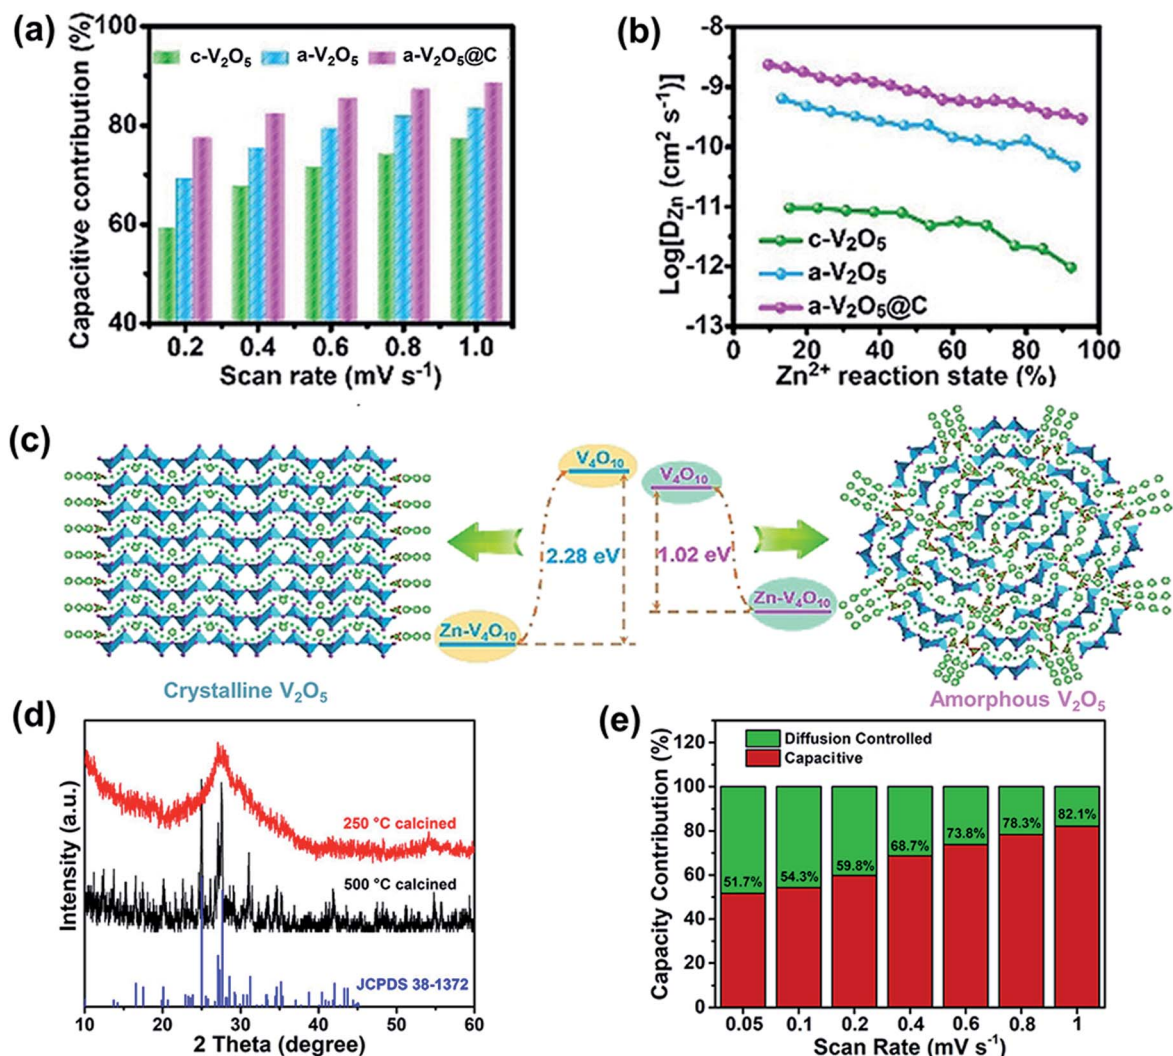 (a)
Capacitive contribution (%)
100
80
60
40
c-V₂O₅ a-V₂O₅ a-V₂O₅@C
0.2 0.4 0.6 0.8 1.0
Scan rate (mV s⁻¹)
(b)
Log[D_Zn (cm² s⁻¹)]
-8
-9
-10
-11
-12
-13
c-V₂O₅
a-V₂O₅
a-V₂O₅@C
0 20 40 60 80 100
Zn²⁺ reaction state (%)
(c)
V₄O₁₀
V₄O₁₀
2.28 eV
1.02 eV
Zn-V₄O₁₀
Zn-V₄O₁₀
Crystalline V₂O₅
Amorphous V₂O₅
(d)
Intensity (a.u.)
250 °C calcined
500 °C calcined
JCPDS 38-1372
10 20 30 40 50 60
2 Theta (degree)
(e)
Capacity Contribution (%)
120
100
80
60
40
20
0
Diffusion Controlled
Capacitive
51.7% 54.3% 59.8% 68.7% 73.8% 78.3% 82.1%
0.05 0.1 0.2 0.4 0.6 0.8 1
Scan Rate (mV s⁻¹)